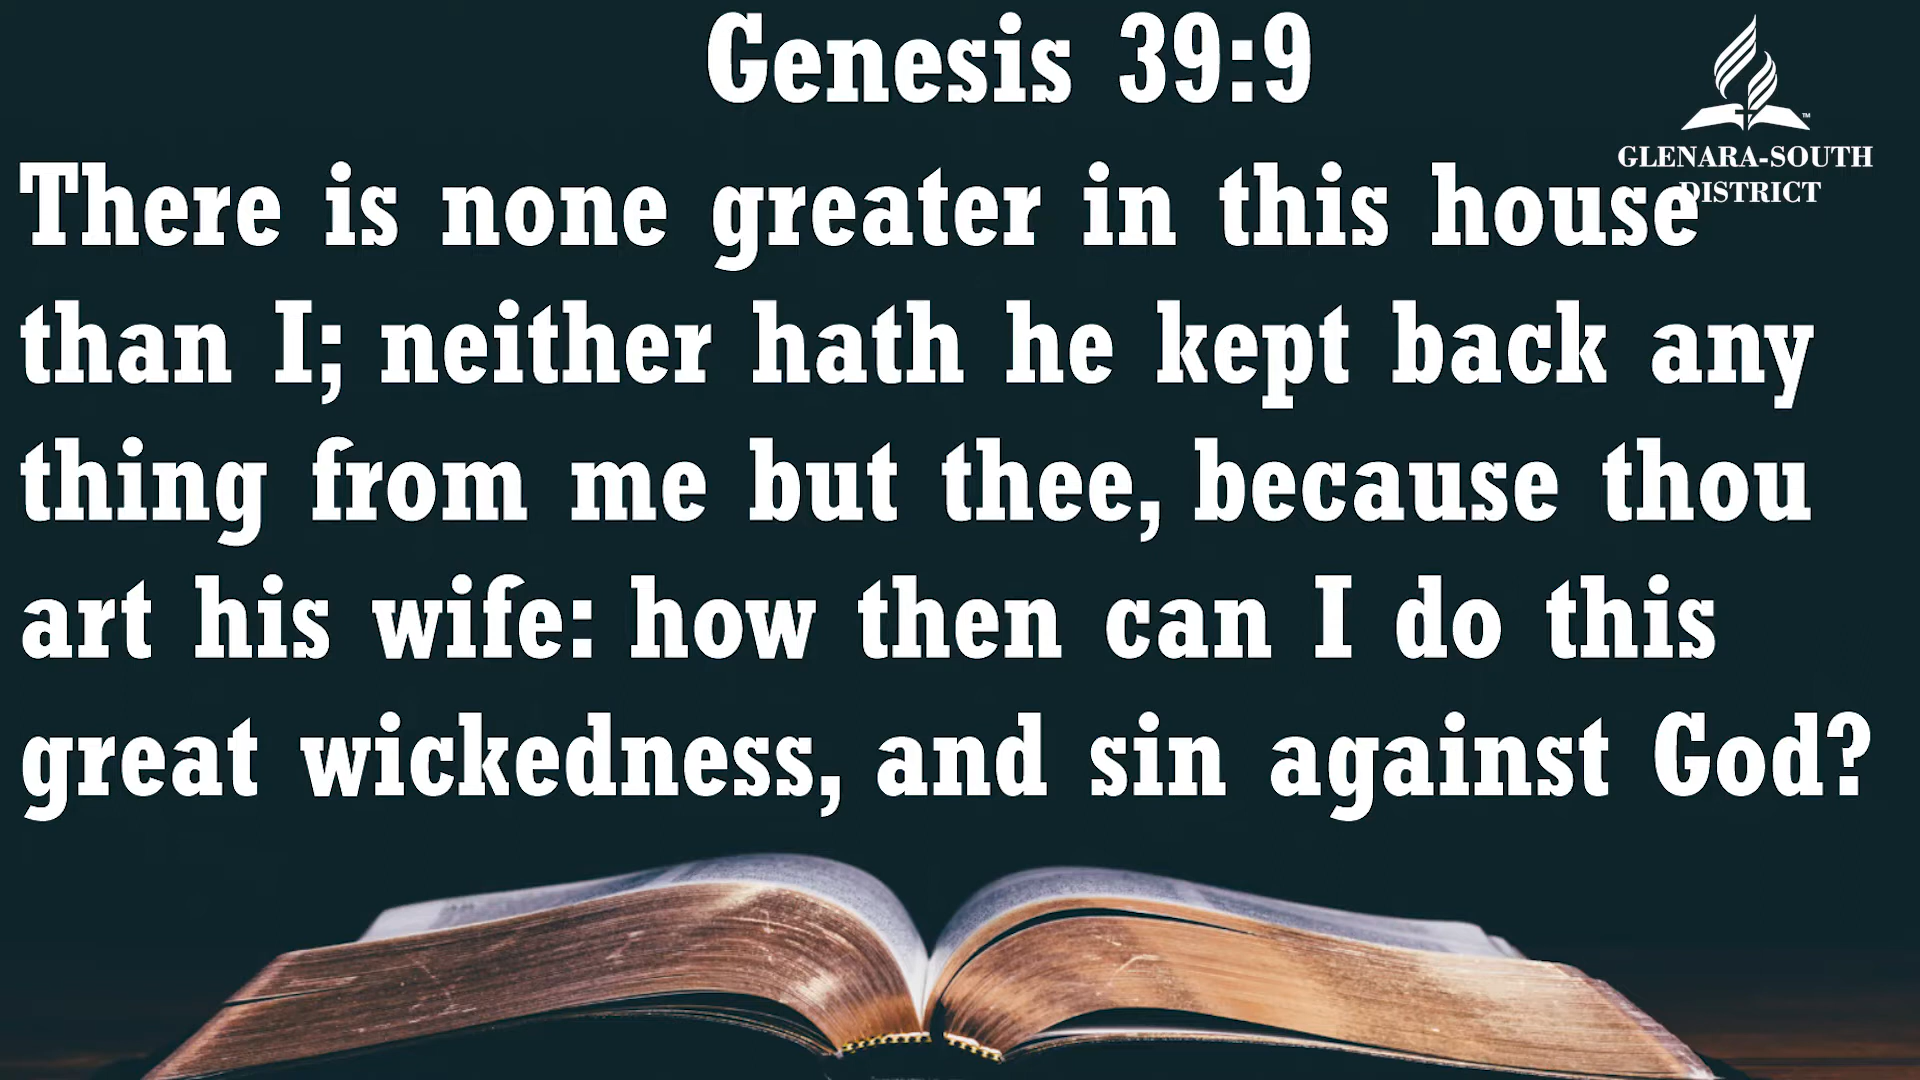 Genesis 39:9
GLENARA-SOUTH
DISTRICT
There is none greater in this house
than I; neither hath he kept back any
thing from me but thee, because thou
art his wife: how then can I do this
great wickedness, and sin against God?